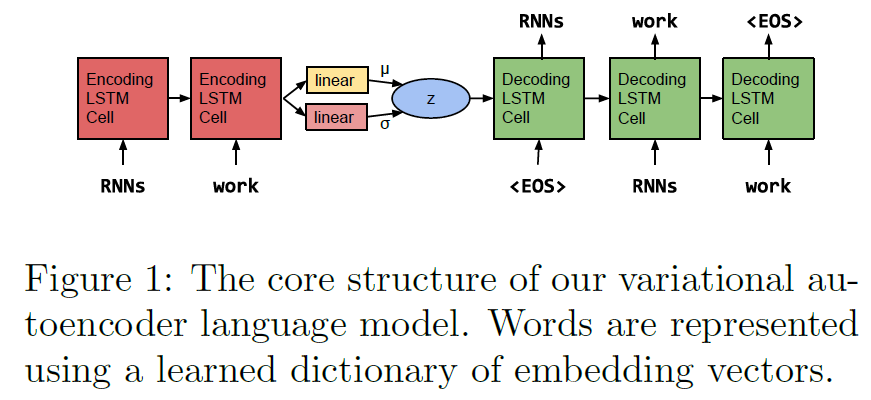 RNNs work <EOS>
Encoding LSTM Cell
Encoding LSTM Cell
linear
linear
μ
σ
z
Decoding LSTM Cell
Decoding LSTM Cell
Decoding LSTM Cell
RNNs work <EOS> RNNs work
Figure 1: The core structure of our variational au-
toencoder language model. Words are represented
using a learned dictionary of embedding vectors.